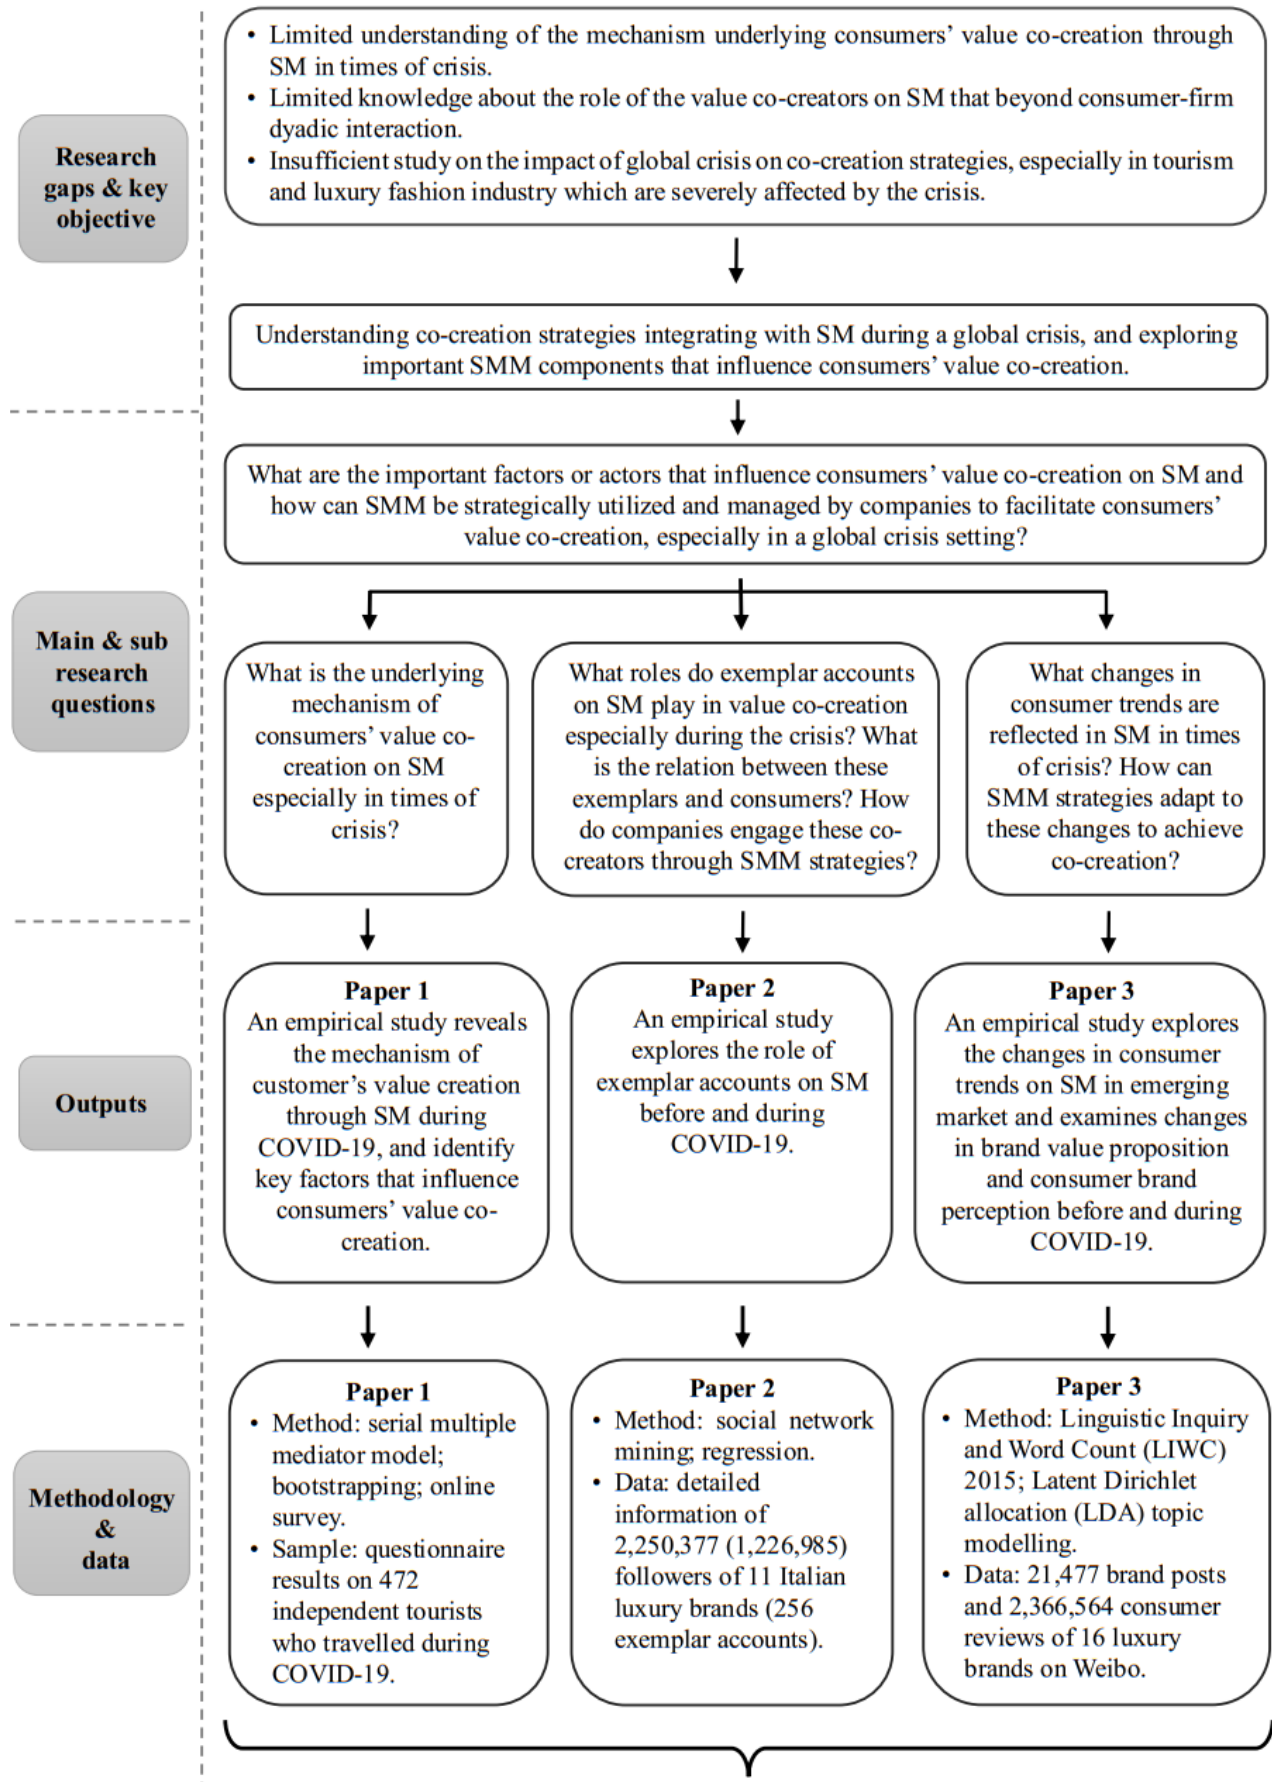 Research
gaps & key
objective
• Limited understanding of the mechanism underlying consumers’ value co-creation through
SM in times of crisis.
• Limited knowledge about the role of the value co-creators on SM that beyond consumer-firm
dyadic interaction.
• Insufficient study on the impact of global crisis on co-creation strategies, especially in tourism
and luxury fashion industry which are severely affected by the crisis.
Understanding co-creation strategies integrating with SM during a global crisis, and exploring
important SMM components that influence consumers’ value co-creation.
Main & sub
research
questions
What are the important factors or actors that influence consumers’ value co-creation on SM and
how can SMM be strategically utilized and managed by companies to facilitate consumers’
value co-creation, especially in a global crisis setting?
What is the underlying
mechanism of
consumers’ value co-
creation on SM
especially in times of
crisis?
What roles do exemplar accounts
on SM play in value co-creation
especially during the crisis? What
is the relation between these
exemplars and consumers? How
do companies engage these co-
creators through SMM strategies?
What changes in
consumer trends are
reflected in SM in times
of crisis? How can
SMM strategies adapt to
these changes to achieve
co-creation?
Outputs
Paper 1
An empirical study reveals
the mechanism of
customer’s value creation
through SM during
COVID-19, and identify
key factors that influence
consumers’ value co-
creation.
Paper 2
An empirical study
explores the role of
exemplar accounts on SM
before and during
COVID-19.
Paper 3
An empirical study explores
the changes in consumer
trends on SM in emerging
market and examines changes
in brand value proposition
and consumer brand
perception before and during
COVID-19.
Methodology
&
data
Paper 1
• Method: serial multiple
mediator model;
bootstrapping; online
survey.
• Sample: questionnaire
results on 472
independent tourists
who travelled during
COVID-19.
Paper 2
• Method: social network
mining; regression.
• Data: detailed
information of
2,250,377 (1,226,985)
followers of 11 Italian
luxury brands (256
exemplar accounts).
Paper 3
• Method: Linguistic Inquiry
and Word Count (LIWC)
2015; Latent Dirichlet
allocation (LDA) topic
modelling.
• Data: 21,477 brand posts
and 2,366,564 consumer
reviews of 16 luxury
brands on Weibo.